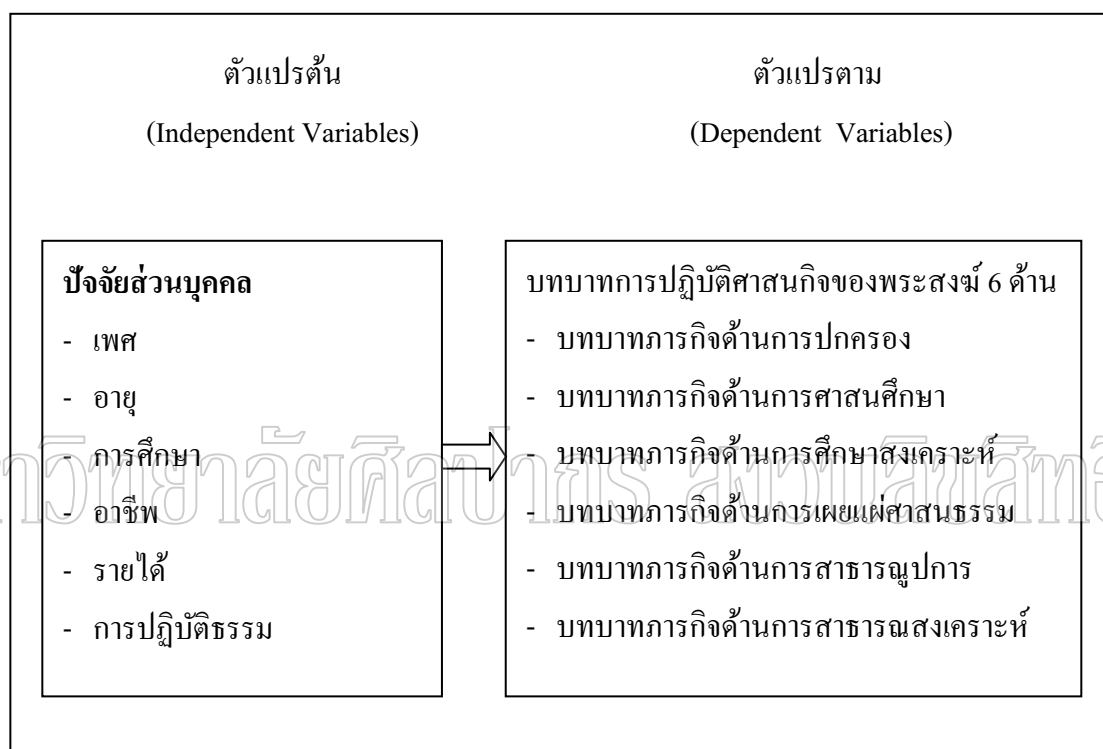 ตัวแปรต้น
(Independent Variables)
ตัวแปรตาม
(Dependent Variables)
ปัจจัยส่วนบุคคล
- เพศ
- อายุ
- การศึกษา
- อาชีพ
- รายได้
- การปฏิบัติธรรม
บทบาทการปฏิบัติศาสนกิจของพระสงฆ์ 6 ด้าน
- บทบาทภารกิจด้านการปกครอง
- บทบาทภารกิจด้านการศาสนศึกษา
- บทบาทภารกิจด้านการศึกษาสงเคราะห์
- บทบาทภารกิจด้านการเผยแผ่ศาสนธรรม
- บทบาทภารกิจด้านการสาธารณูปการ
- บทบาทภารกิจด้านการสาธารณสงเคราะห์